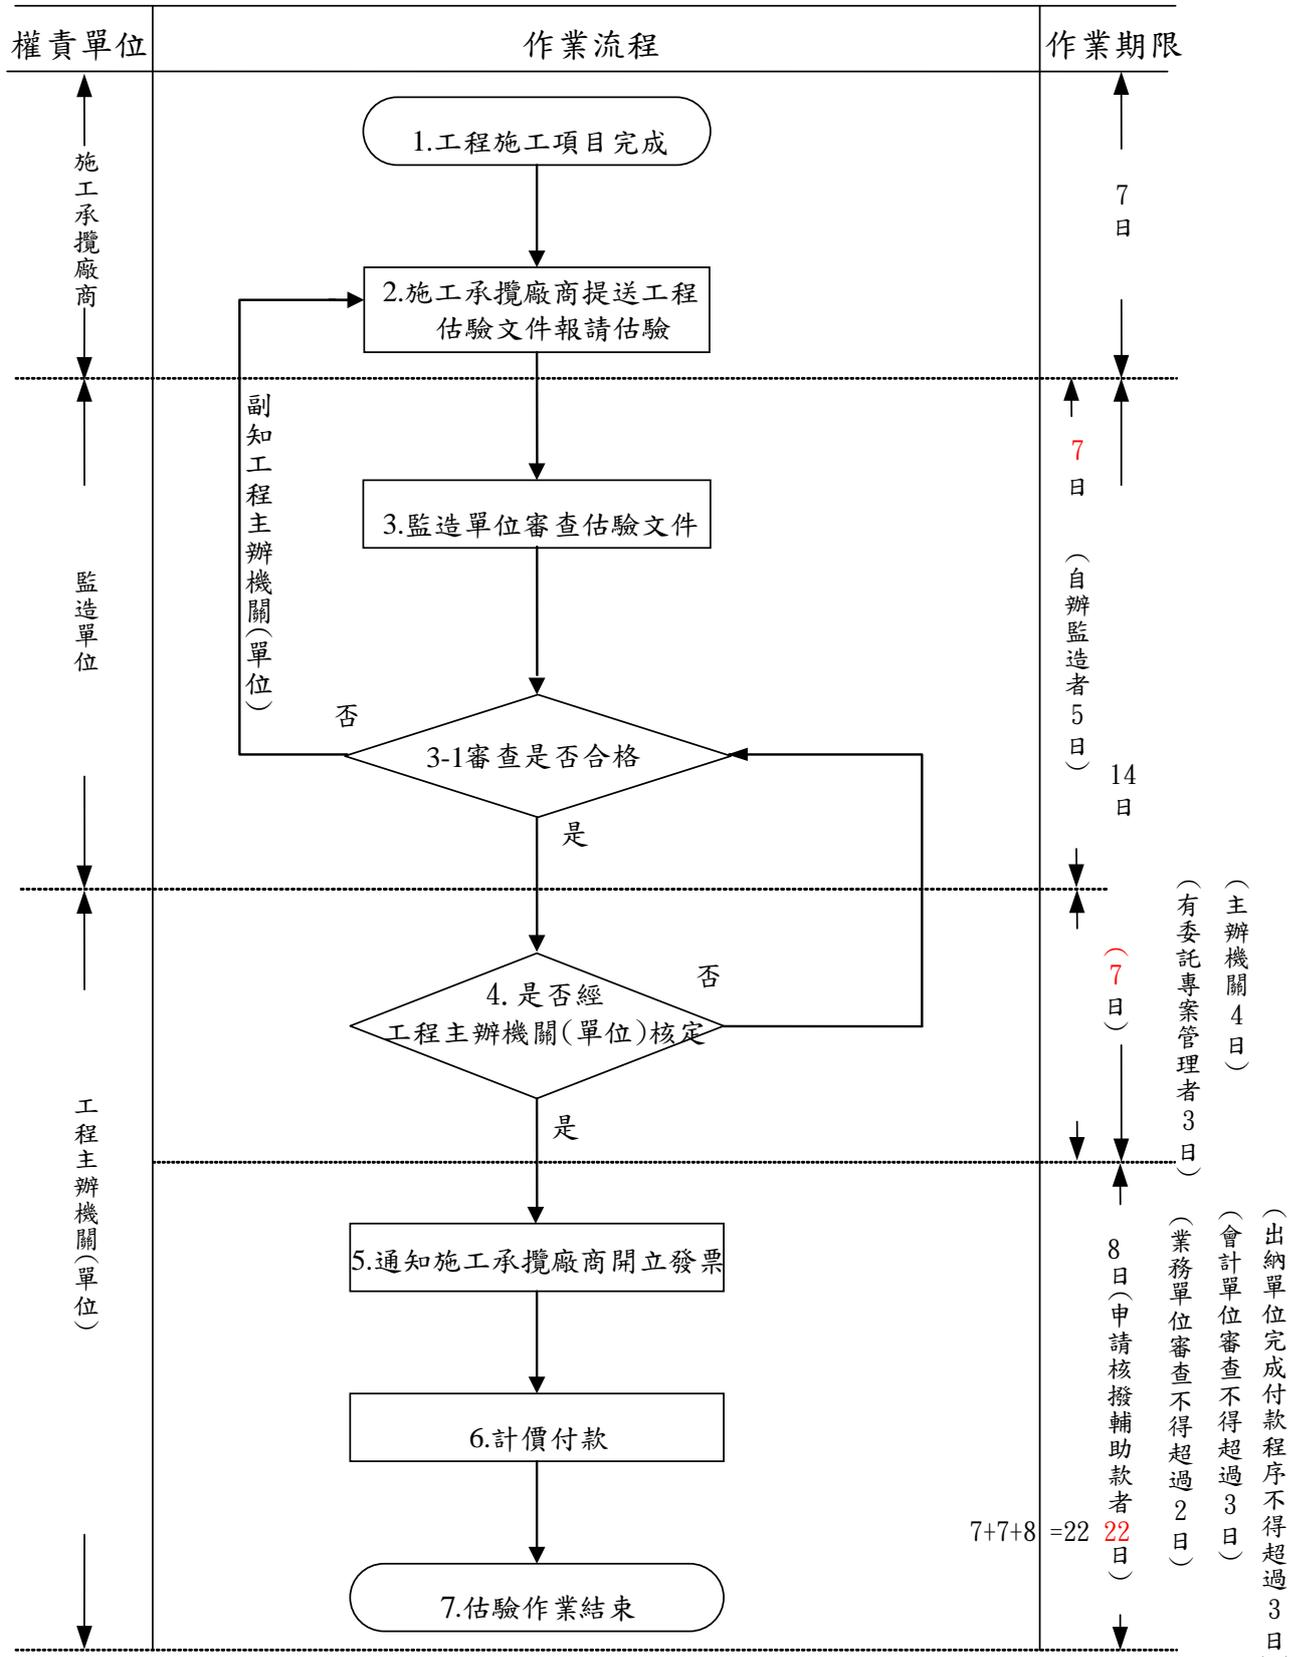 權責單位
作業流程
作業期限
施工承攬廠商
1.工程施工項目完成
7日
2.施工承攬廠商提送工程
估驗文件報請估驗
副知工程主辦機關(單位)
監造單位
3.監造單位審查估驗文件
7日
(自辦監造者5日)
14日
否
3-1審查是否合格
是
工程主辦機關(單位)
4. 是否經
工程主辦機關(單位)核定
否
是
(7日)
(有委託專案管理者3日)
(主辦機關4日)
5.通知施工承攬廠商開立發票
6.計價付款
7.估驗作業結束
7+7+8 =22
8日(申請核撥輔助款者22日)
(業務單位審查不得超過2日)
(會計單位審查不得超過3日)
(出納單位完成付款程序不得超過3日